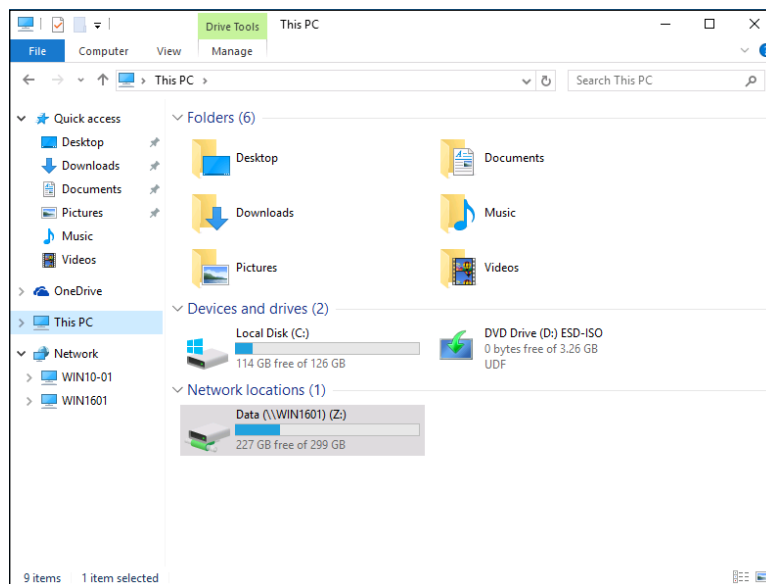 Drive Tools
This PC
File
Computer
View
Manage
This PC
Search This PC
Quick access
Desktop
Downloads
Documents
Pictures
Music
Videos
OneDrive
This PC
Network
WIN10-01
WIN1601
Folders (6)
Desktop
Documents
Downloads
Music
Pictures
Videos
Devices and drives (2)
Local Disk (C:)
114 GB free of 126 GB
DVD Drive (D:) ESD-ISO
0 bytes free of 3.26 GB
UDF
Network locations (1)
Data (\\WIN1601) (Z:)
227 GB free of 299 GB
9 items
1 item selected